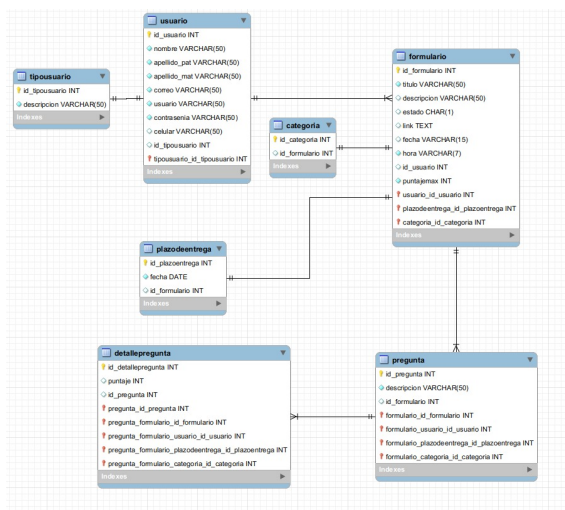 tipousuario
id_tipousuario INT
descripcion VARCHAR(50)
Indexes
usuario
id_usuario INT
nombre VARCHAR(50)
apellido_pat VARCHAR(50)
apellido_mat VARCHAR(50)
correo VARCHAR(50)
usuario VARCHAR(50)
contrasenia VARCHAR(50)
celular VARCHAR(50)
id_tipousuario INT
tipousuario_id_tipousuario INT
Indexes
categoria
id_categoria INT
id_formulario INT
Indexes
formulario
id_formulario INT
titulo VARCHAR(50)
descripcion VARCHAR(50)
estado CHAR(1)
link TEXT
fecha VARCHAR(15)
hora VARCHAR(7)
id_usuario INT
puntajemax INT
usuario_id_usuario INT
plazodeentrega_id_plazoentrega INT
categoria_id_categoria INT
Indexes
plazodeentrega
id_plazoentrega INT
fecha DATE
id_formulario INT
Indexes
detallepregunta
id_detallepregunta INT
puntaje INT
id_pregunta INT
pregunta_id_pregunta INT
pregunta_formulario_id_formulario INT
pregunta_formulario_usuario_id_usuario INT
pregunta_formulario_plazodeentrega_id_plazoentrega INT
pregunta_formulario_categoria_id_categoria INT
Indexes
pregunta
id_pregunta INT
descripcion VARCHAR(50)
id_formulario INT
formulario_id_formulario INT
formulario_usuario_id_usuario INT
formulario_plazodeentrega_id_plazoentrega INT
formulario_categoria_id_categoria INT
Indexes